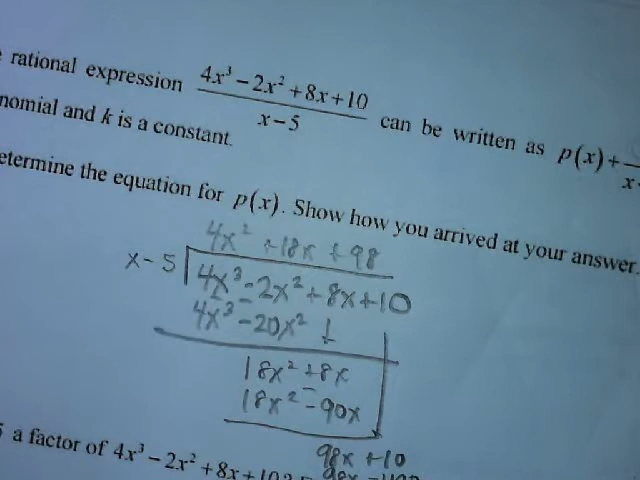 rational expression 4x³ − 2x² + 8x + 10 / x − 5 can be written as p(x) +
nomial and k is a constant.
etermine the equation for p(x). Show how you arrived at your answer.
4x² + 18x + 98
x − 5 4x³ − 2x² + 8x + 10
4x³ − 20x² ↓
18x² + 8x
18x² − 90x
98x + 10
a factor of 4x³ − 2x² + 8x + 10?